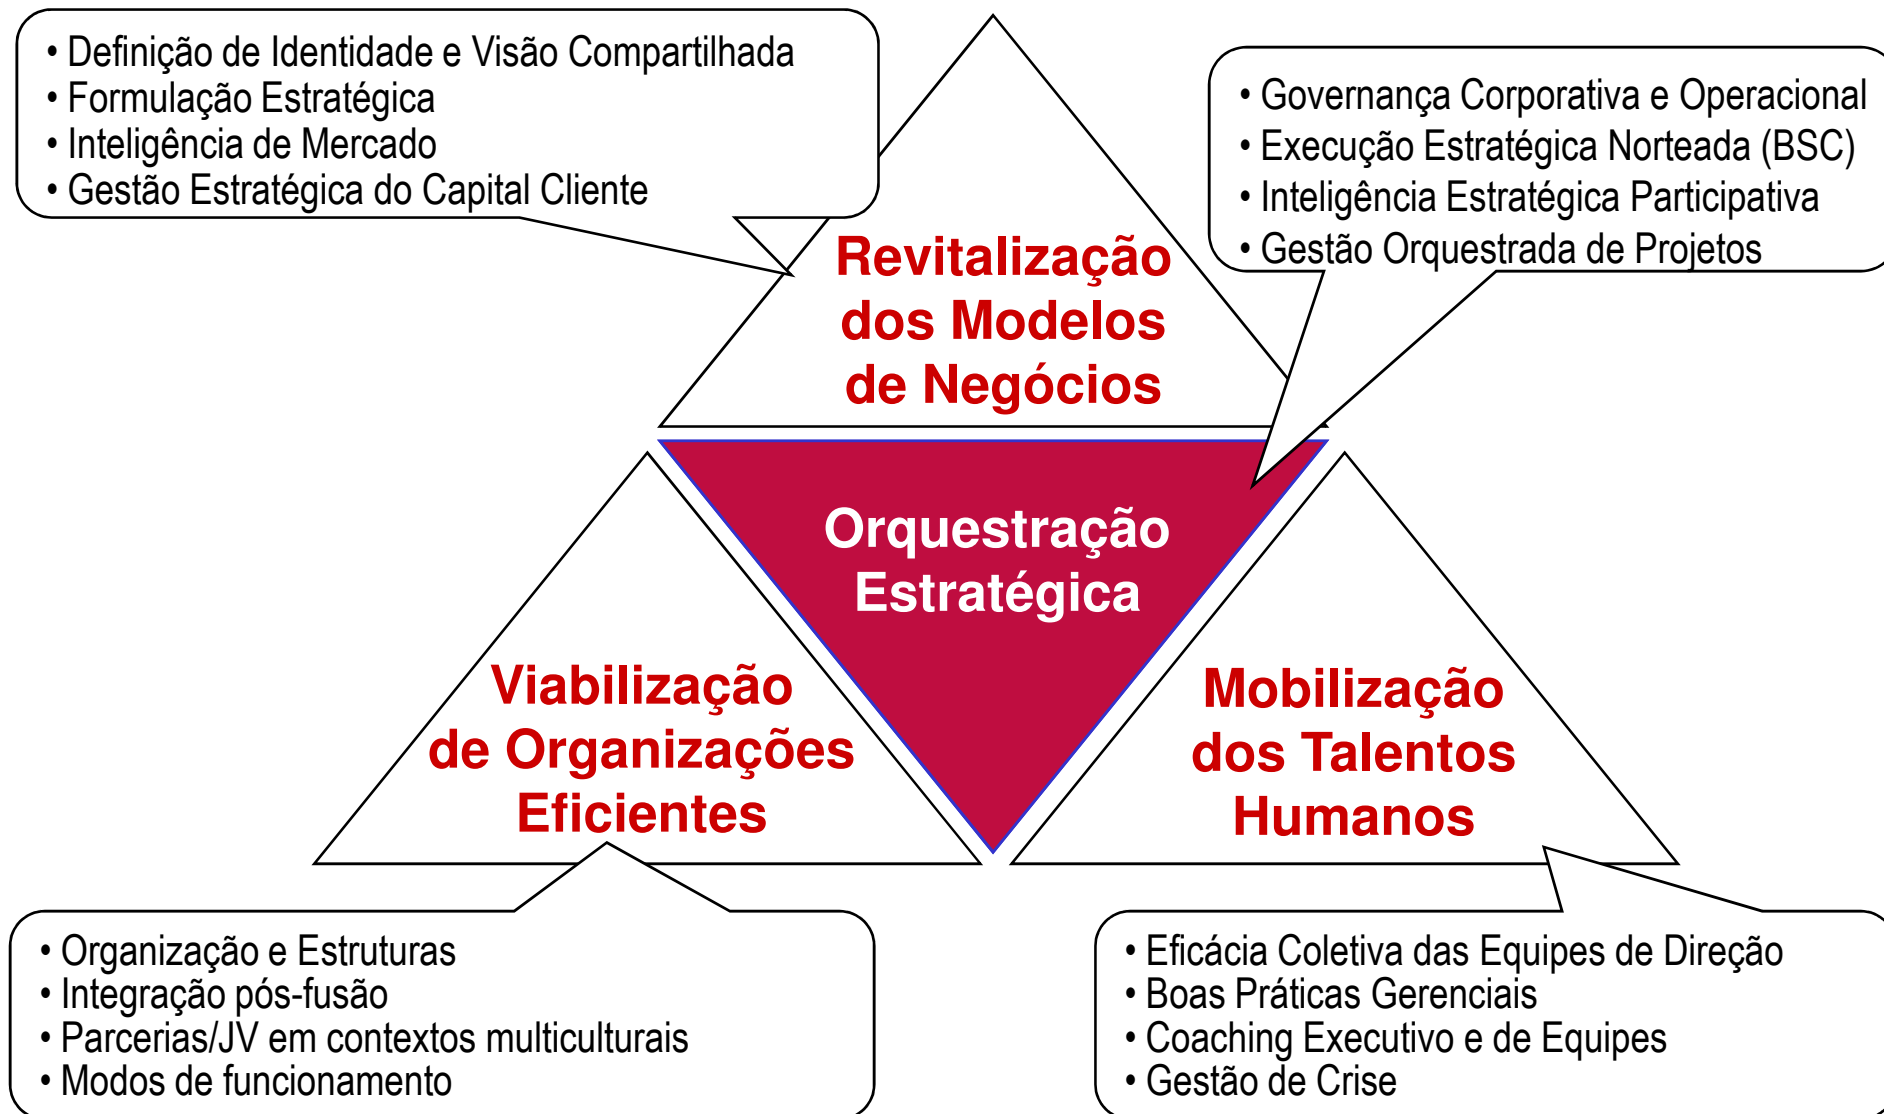 • Definição de Identidade e Visão Compartilhada
• Formulação Estratégica
• Inteligência de Mercado
• Gestão Estratégica do Capital Cliente
• Governança Corporativa e Operacional
• Execução Estratégica Norteada (BSC)
• Inteligência Estratégica Participativa
• Gestão Orquestrada de Projetos
Revitalização
dos Modelos
de Negócios
Orquestração
Estratégica
Viabilização
de Organizações
Eficientes
Mobilização
dos Talentos
Humanos
• Organização e Estruturas
• Integração pós-fusão
• Parcerias/JV em contextos multiculturais
• Modos de funcionamento
• Eficácia Coletiva das Equipes de Direção
• Boas Práticas Gerenciais
• Coaching Executivo e de Equipes
• Gestão de Crise